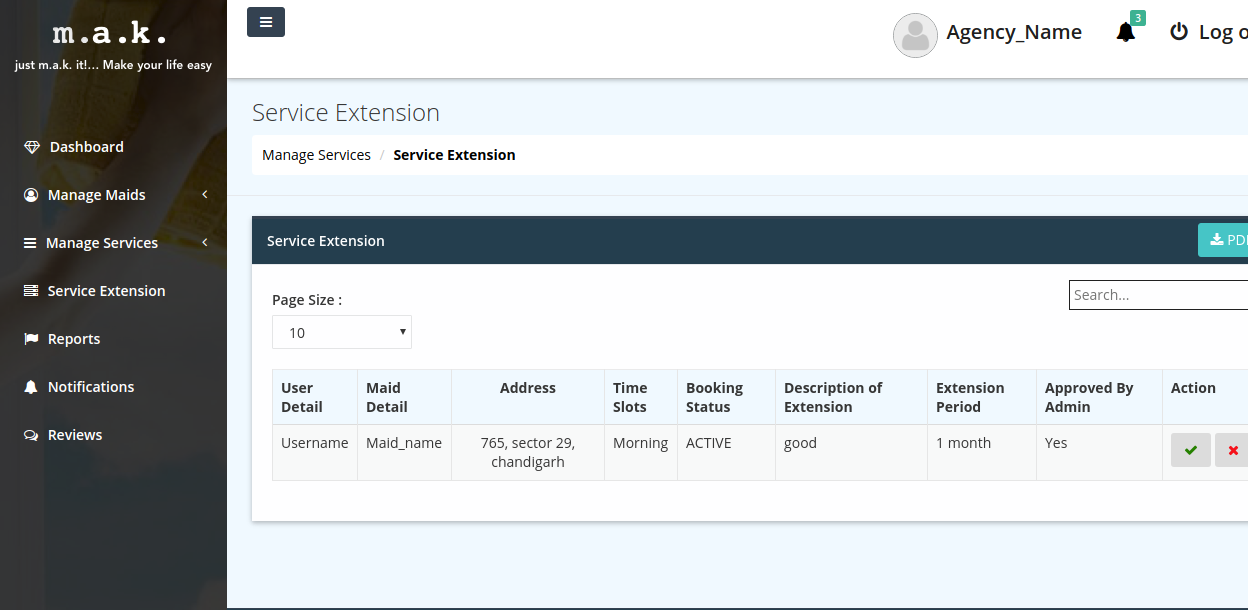 m.a.k.
just m.a.k. it!... Make your life easy
Dashboard
Manage Maids
Manage Services
Service Extension
Reports
Notifications
Reviews
Agency_Name
3
Log o
Service Extension
Manage Services / Service Extension
Service Extension
PD
Page Size :
10
Search...
User Detail
Maid Detail
Address
Time Slots
Booking Status
Description of Extension
Extension Period
Approved By Admin
Action
Username
Maid_name
765, sector 29,
chandigarh
Morning
ACTIVE
good
1 month
Yes